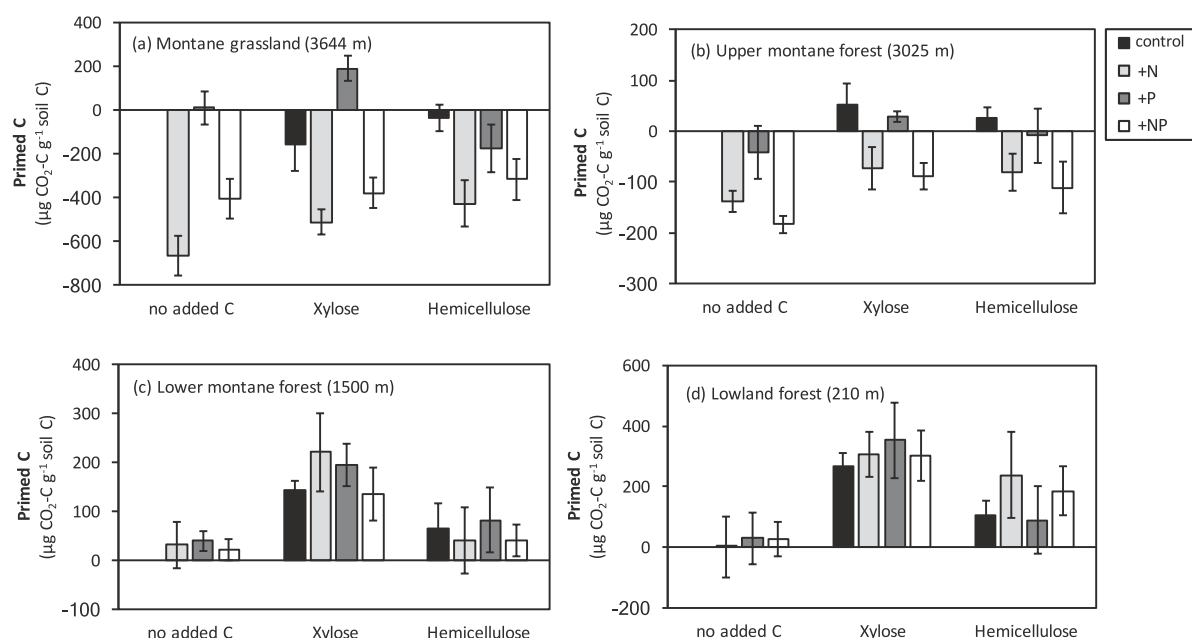 (a) Montane grassland (3644 m)
Primed C
(µg CO₂-C g⁻¹ soil C)
400
200
0
-200
-400
-600
-800
no added C
Xylose
Hemicellulose
(b) Upper montane forest (3025 m)
Primed C
(µg CO₂-C g⁻¹ soil C)
200
100
0
-100
-200
-300
no added C
Xylose
Hemicellulose
control
+N
+P
+NP
(c) Lower montane forest (1500 m)
Primed C
(µg CO₂-C g⁻¹ soil C)
400
300
200
100
0
-100
no added C
Xylose
Hemicellulose
(d) Lowland forest (210 m)
Primed C
(µg CO₂-C g⁻¹ soil C)
600
400
200
0
-200
no added C
Xylose
Hemicellulose